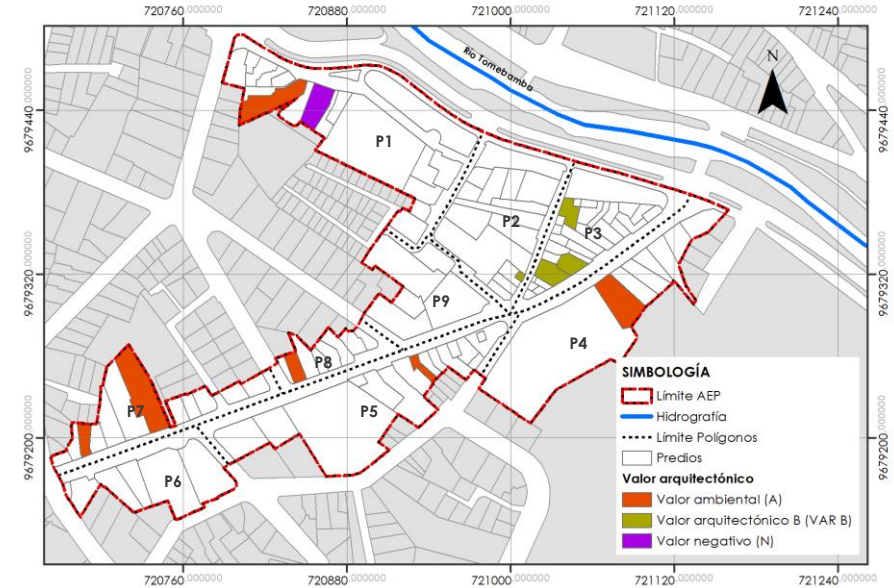 720760,000000 720880,000000 721000,000000 721120,000000 721240,000000
9679440,000000 9679440,000000
9679320,000000 9679320,000000
9679200,000000 9679200,000000
Río Tomebamba
N
P1
P2
P3
P9
P4
P8
P7
P5
P6
SIMBOLOGÍA
Límite AEP
Hidrografía
Límite Polígonos
Predios
Valor arquitectónico
Valor ambiental (A)
Valor arquitectónico B (VAR B)
Valor negativo (N)
720760,000000 720880,000000 721000,000000 721120,000000 721240,000000